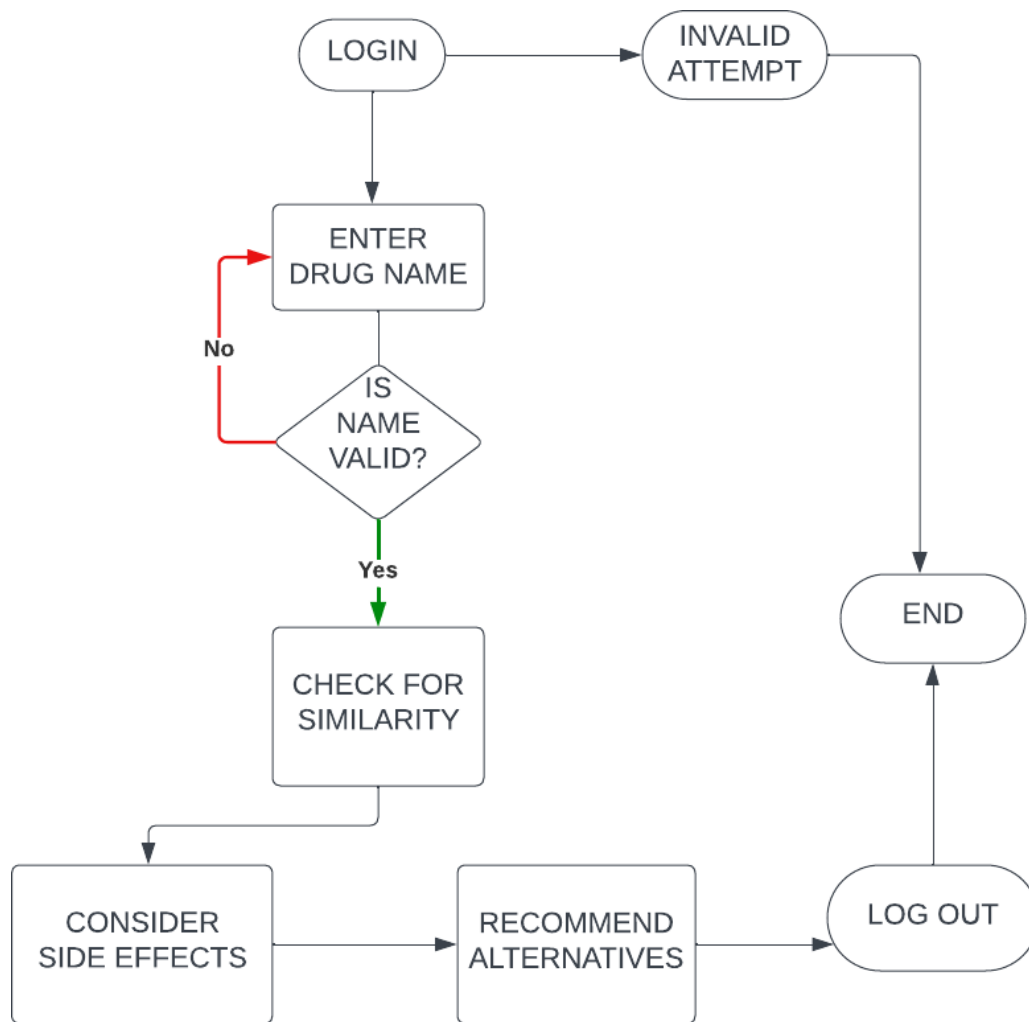 LOGIN
INVALID
ATTEMPT
ENTER
DRUG NAME
No
IS
NAME
VALID?
Yes
END
CHECK FOR
SIMILARITY
CONSIDER
SIDE EFFECTS
RECOMMEND
ALTERNATIVES
LOG OUT